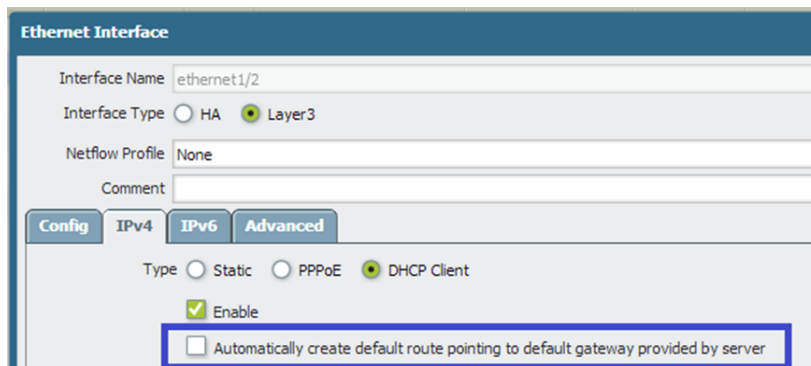 Ethernet Interface
Interface Name ethernet1/2
Interface Type HA Layer3
Netflow Profile None
Comment
Config IPv4 IPv6 Advanced
Type Static PPPoE DHCP Client
Enable
Automatically create default route pointing to default gateway provided by server